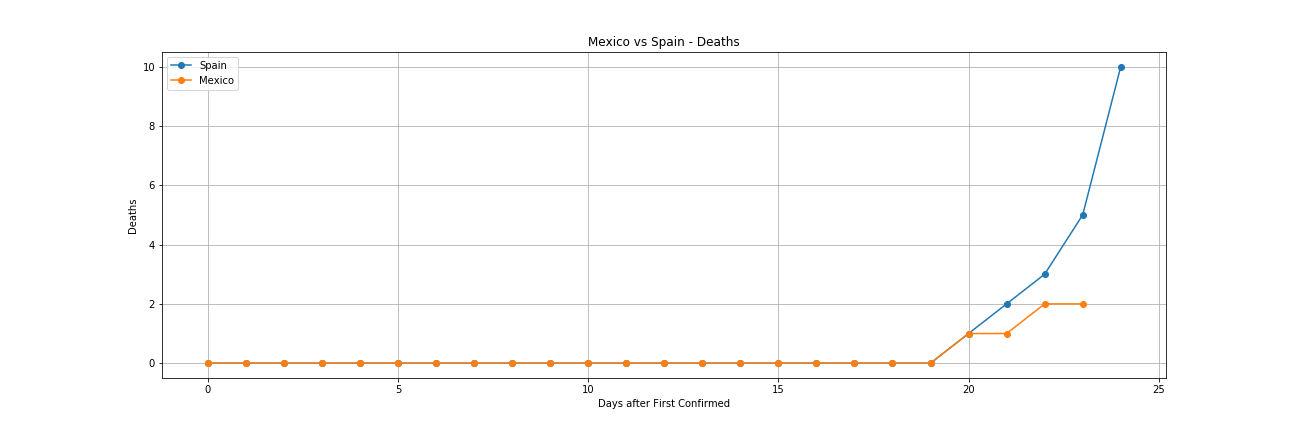 Mexico vs Spain - Deaths
Spain
Mexico
10
8
6
4
2
0
Deaths
0 5 10 15 20 25
Days after First Confirmed